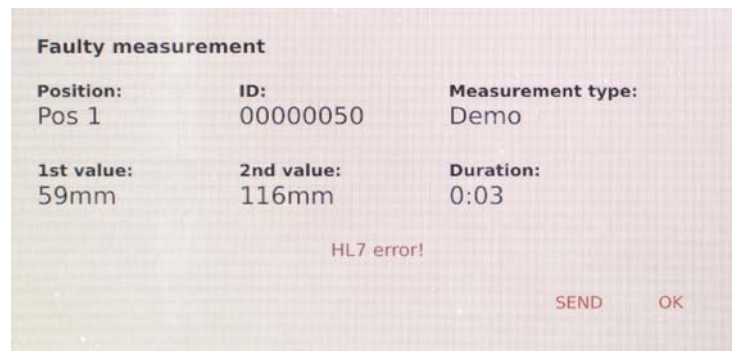 Faulty measurement
Position: ID: Measurement type:
Pos 1 00000050 Demo
1st value: 2nd value: Duration:
59mm 116mm 0:03
HL7 error!
SEND OK